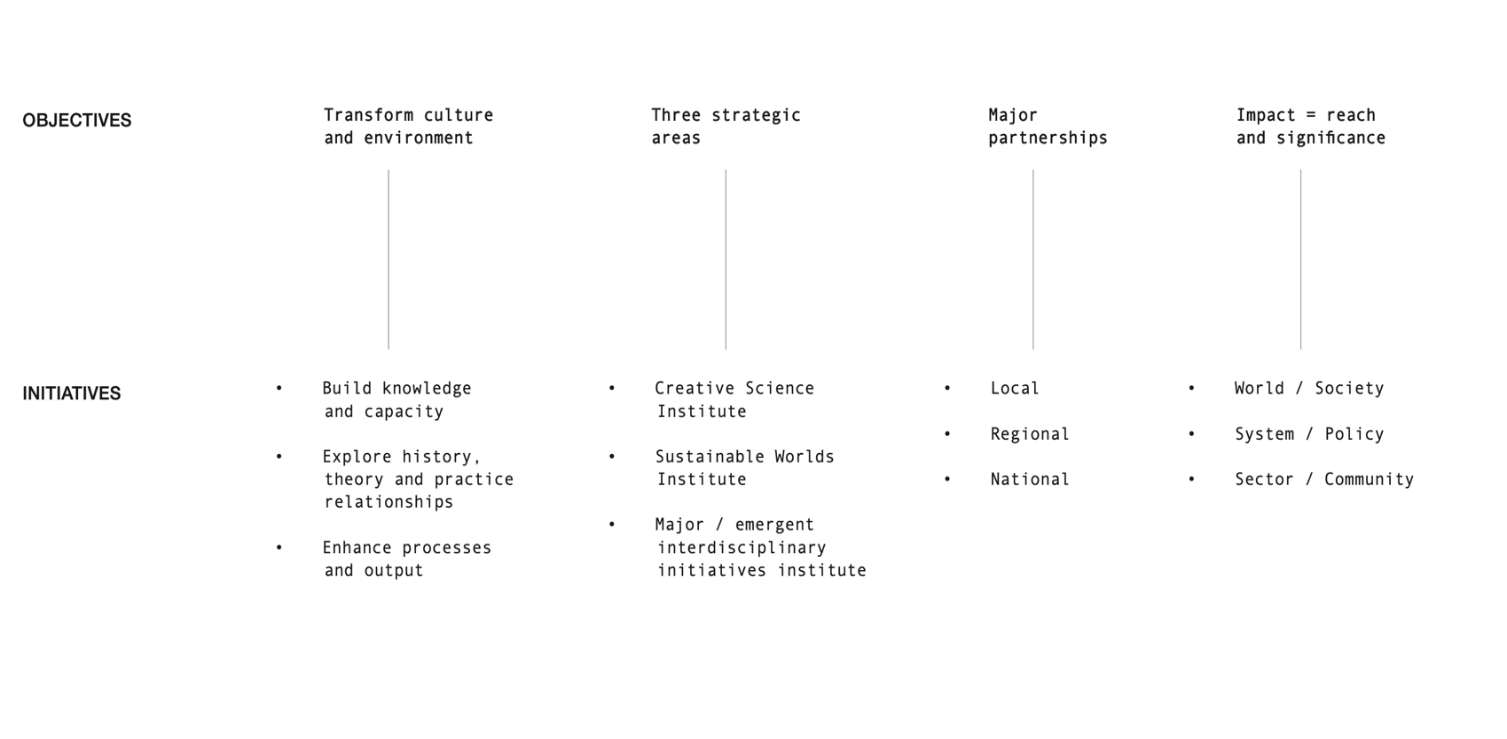 OBJECTIVES
Transform culture
and environment
Three strategic
areas
Major
partnerships
Impact = reach
and significance
INITIATIVES
• Build knowledge
and capacity
• Explore history,
theory and practice
relationships
• Enhance processes
and output
• Creative Science
Institute
• Sustainable Worlds
Institute
• Major / emergent
interdisciplinary
initiatives institute
• Local
• Regional
• National
• World / Society
• System / Policy
• Sector / Community